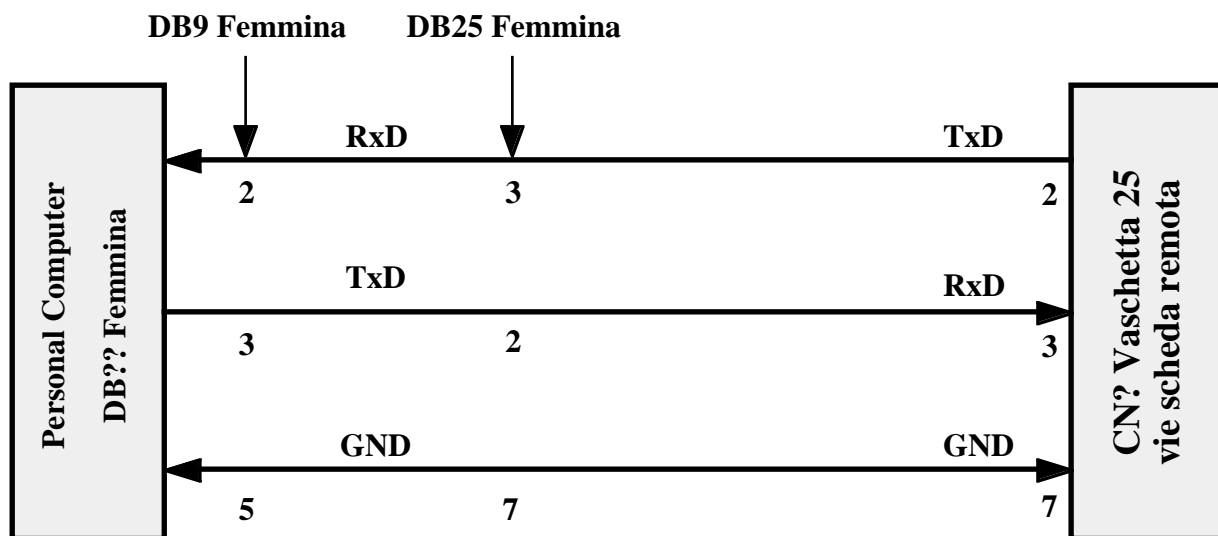 DB9 Femmina DB25 Femmina
RxD TxD
2 3 2
TxD RxD
3 2 3
GND GND
5 7 7
Personal Computer
DB?? Femmina
CN? Vaschetta 25
vie scheda remota